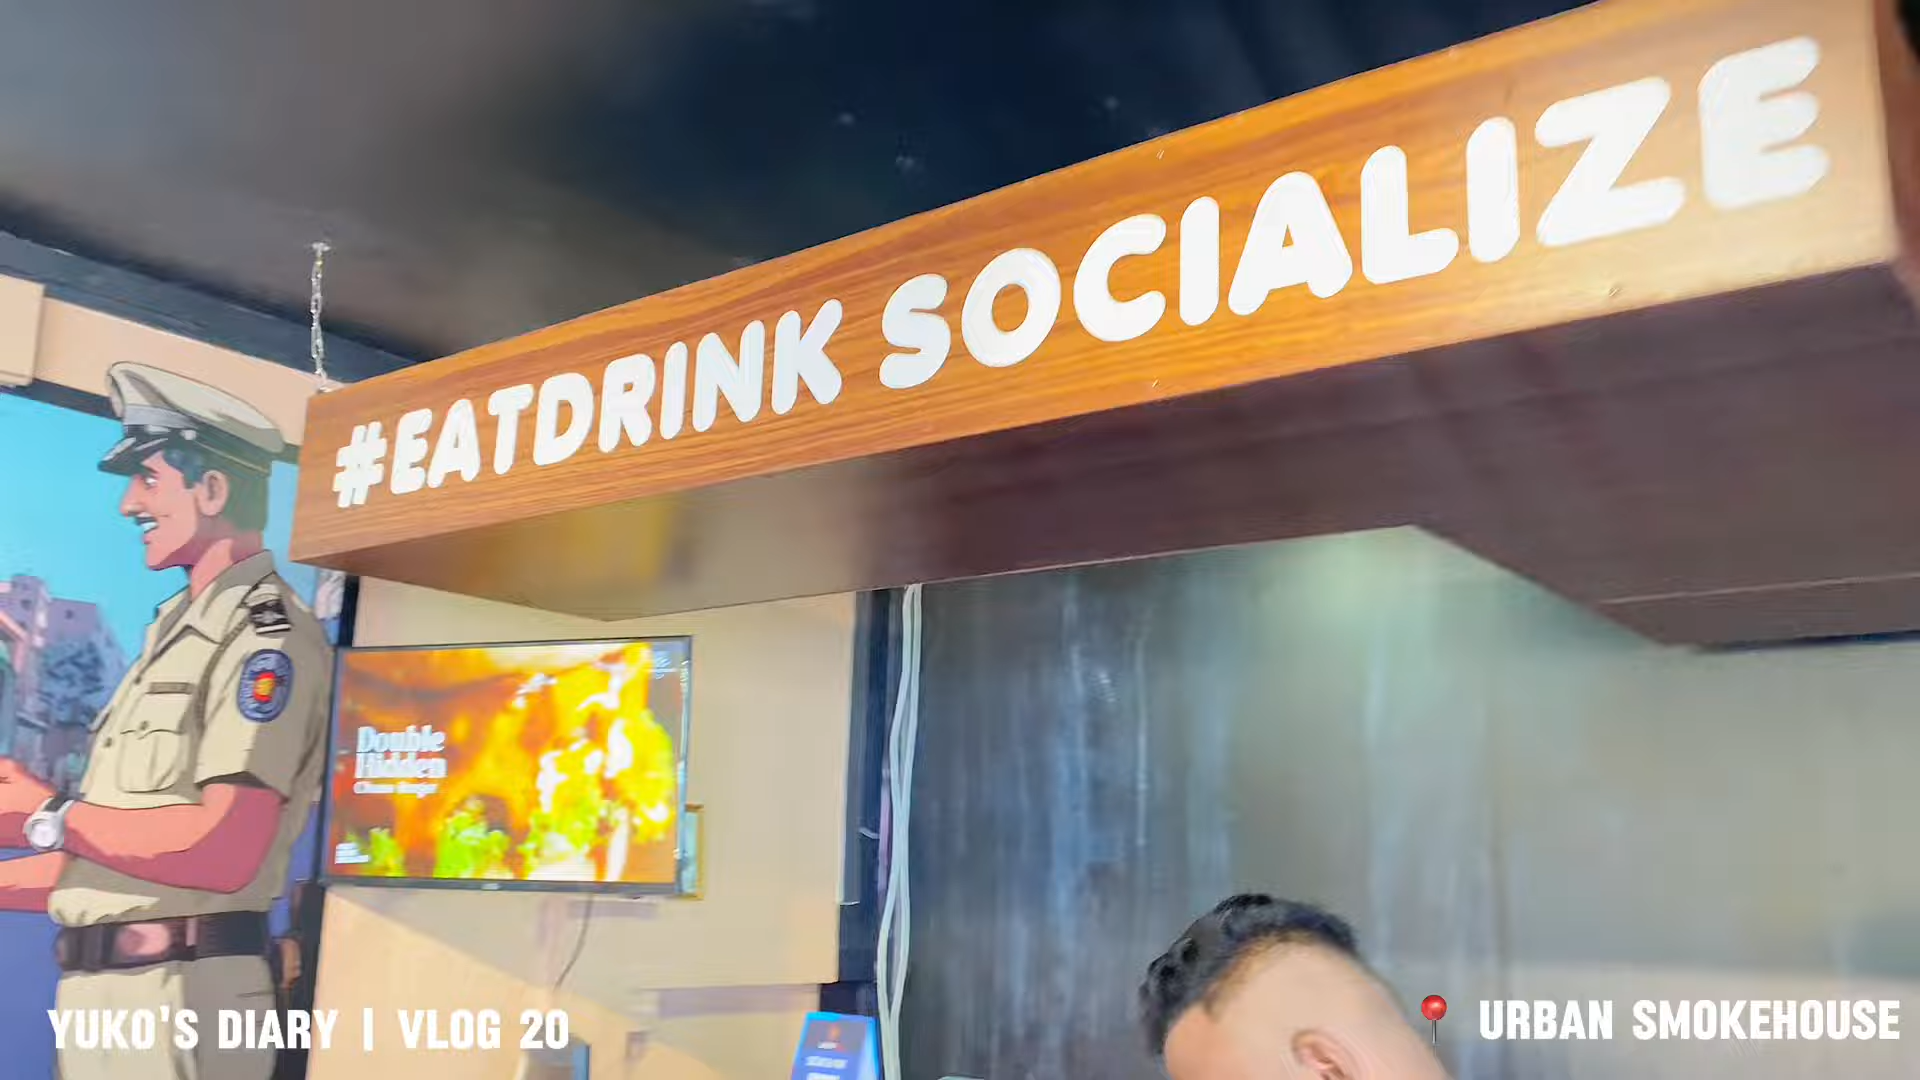 #EATDRINK SOCIALIZE
Double
Hidden
YUKO'S DIARY | VLOG 20
📍 URBAN SMOKEHOUSE